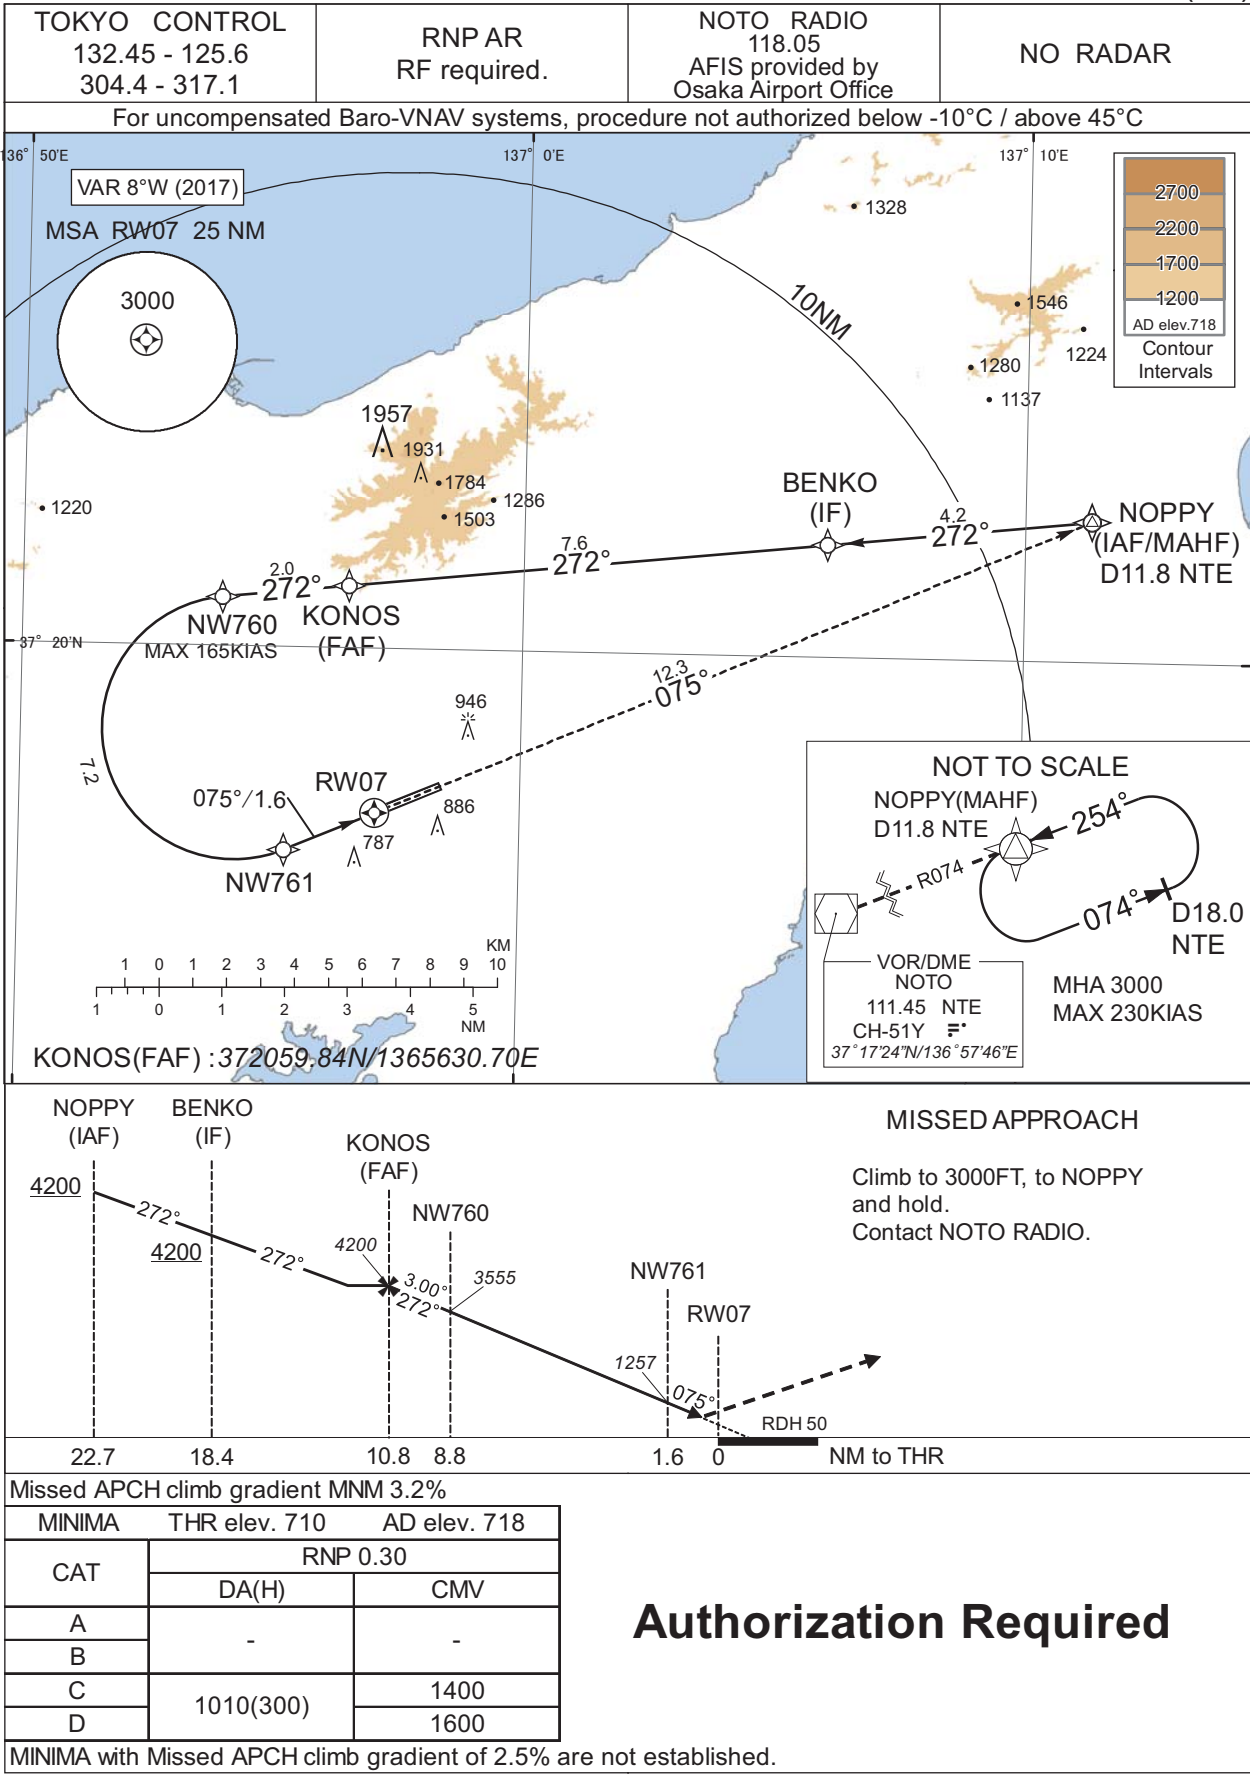 TOKYO CONTROL
132.45 - 125.6
304.4 - 317.1
RNP AR
RF required.
NOTO RADIO
118.05
AFIS provided by
Osaka Airport Office
NO RADAR
For uncompensated Baro-VNAV systems, procedure not authorized below -10°C / above 45°C
136° 50'E
137° 0'E
137° 10'E
VAR 8°W (2017)
MSA RW07 25 NM
3000
10NM
1328
2700
2200
1700
1200
AD elev.718
Contour
Intervals
1546
1224
1280
1137
1957
1931
1784
1286
1503
1220
BENKO
(IF)
NOPPY
(IAF/MAHF)
D11.8 NTE
4.2
272°
7.6
272°
2.0
272°
NW760
MAX 165KIAS
KONOS
(FAF)
37° 20'N
12.3
075°
946
7.2
RW07
075°/1.6
886
787
NW761
NOT TO SCALE
NOPPY(MAHF)
D11.8 NTE
254°
R074
074°
D18.0
NTE
VOR/DME
NOTO
111.45 NTE
CH-51Y
37°17'24"N/136°57'46"E
MHA 3000
MAX 230KIAS
KM
1 0 1 2 3 4 5 6 7 8 9 10
1 0 1 2 3 4 5
NM
KONOS(FAF) :372059.84N/1365630.70E
NOPPY
(IAF)
BENKO
(IF)
KONOS
(FAF)
NW760
NW761
RW07
4200
272°
4200
272°
4200
3.00°
272°
3555
1257
075°
RDH 50
22.7 18.4 10.8 8.8 1.6 0 NM to THR
MISSED APPROACH
Climb to 3000FT, to NOPPY
and hold.
Contact NOTO RADIO.
Missed APCH climb gradient MNM 3.2%
MINIMA THR elev. 710 AD elev. 718
CAT
RNP 0.30
DA(H) CMV
A
B
- -
C
D
1010(300)
1400
1600
Authorization Required
MINIMA with Missed APCH climb gradient of 2.5% are not established.